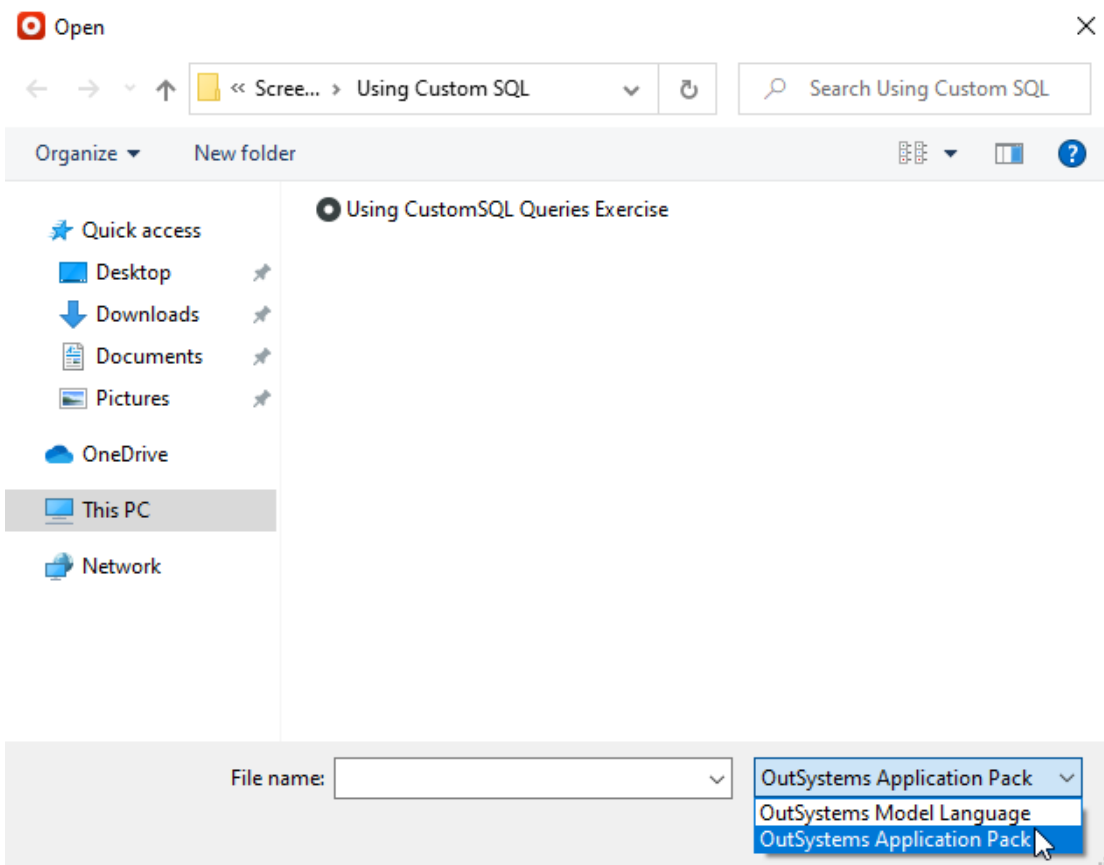 Open
« Scree... › Using Custom SQL
Search Using Custom SQL
Organize
New folder
?
Using CustomSQL Queries Exercise
Quick access
Desktop
Downloads
Documents
Pictures
OneDrive
This PC
Network
File name:
OutSystems Application Pack
OutSystems Model Language
OutSystems Application Pack